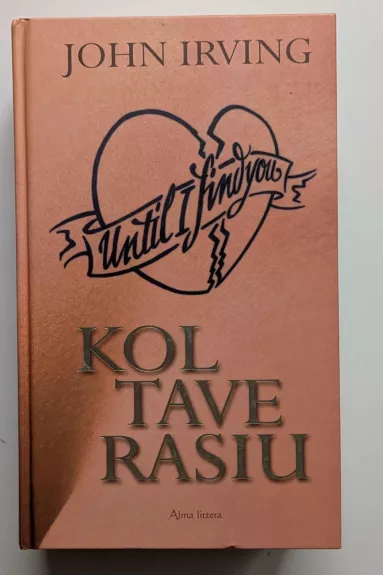 JOHN IRVING
Until I find you
KOL
TAVE
RASIU
Alma littera